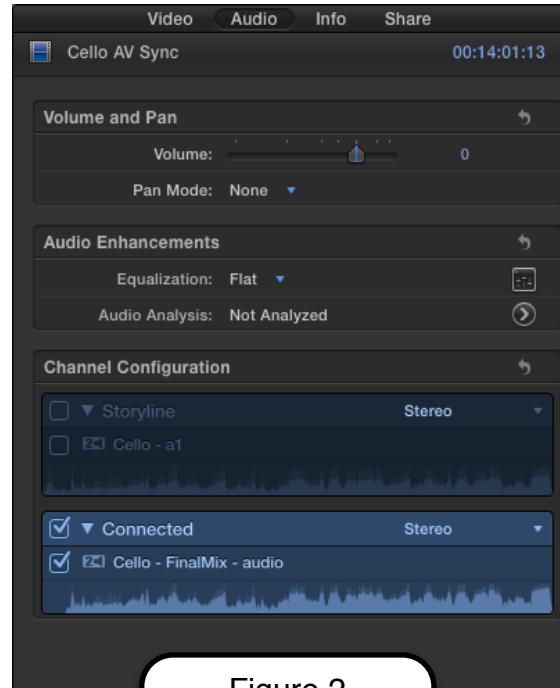 Video Audio Info Share
Cello AV Sync 00:14:01:13
Volume and Pan
Volume: 0
Pan Mode: None
Audio Enhancements
Equalization: Flat
Audio Analysis: Not Analyzed
Channel Configuration
Storyline Stereo
Cello - a1
Connected Stereo
Cello - FinalMix - audio
Figure 2